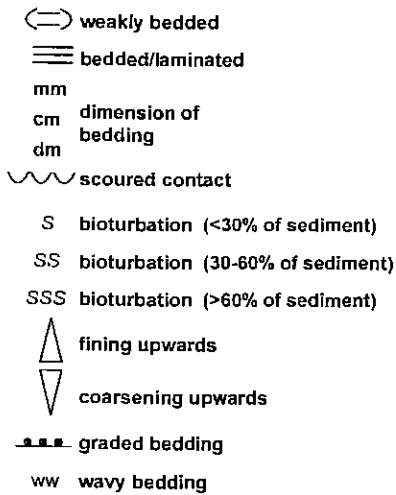 weakly bedded
bedded/laminated
mm
cm dimension of
bedding
dm
scoured contact
S bioturbation (<30% of sediment)
SS bioturbation (30-60% of sediment)
SSS bioturbation (>60% of sediment)
fining upwards
coarsening upwards
graded bedding
ww wavy bedding